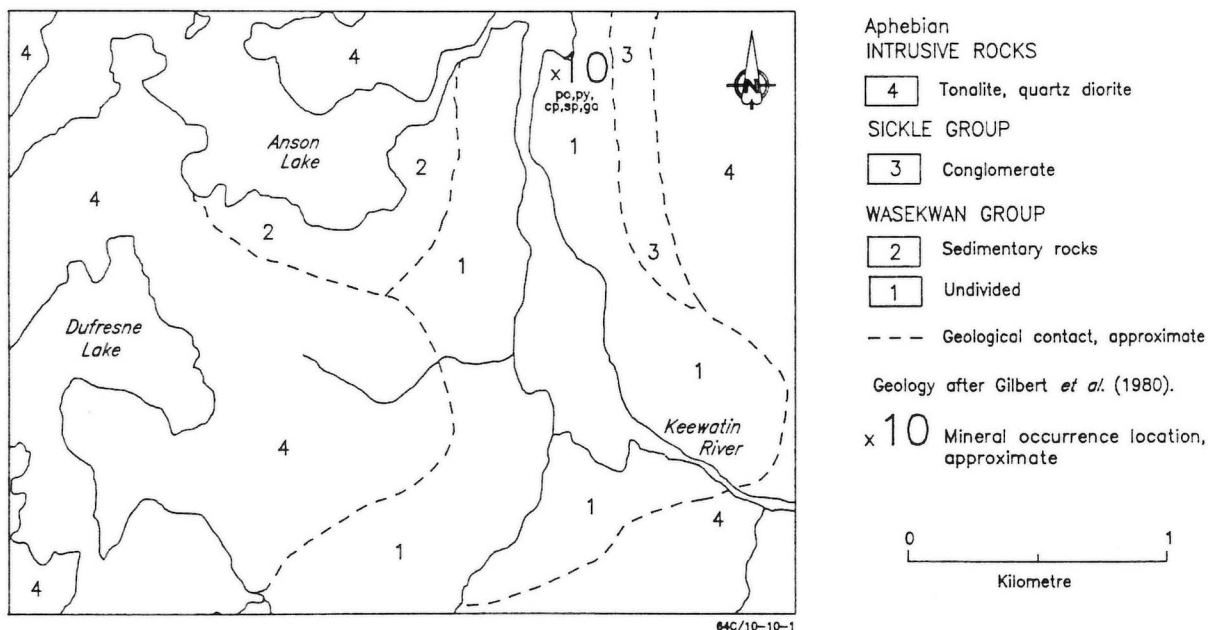 4
4
x 10
po,py,
cp,sp,ga
3
N
Anson
Lake
2
1
4
4
2
3
1
Dufresne
Lake
1
4
Keewatin
River
1
4
1
4
64C/10-10-1
Aphebian
INTRUSIVE ROCKS
4 Tonalite, quartz diorite
SICKLE GROUP
3 Conglomerate
WASEKWAN GROUP
2 Sedimentary rocks
1 Undivided
Geological contact, approximate
Geology after Gilbert et al. (1980).
x 10 Mineral occurrence location,
approximate
0 1
Kilometre